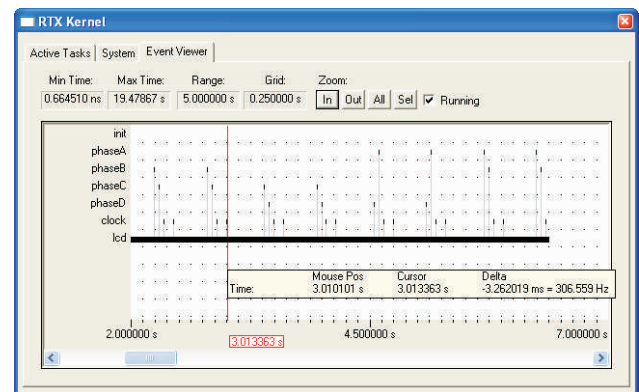 RTX Kernel
Active Tasks System Event Viewer
Min Time: Max Time: Range: Grid: Zoom:
0.664510 ns 19.47867 s 5.000000 s 0.250000 s In Out All Sel Running
init
phaseA
phaseB
phaseC
phaseD
clock
lcd
Mouse Pos Cursor Delta
Time: 3.010101 s 3.013363 s -3.262019 ms = 306.559 Hz
2.000000 s 3.013363 s 4.500000 s 7.000000 s